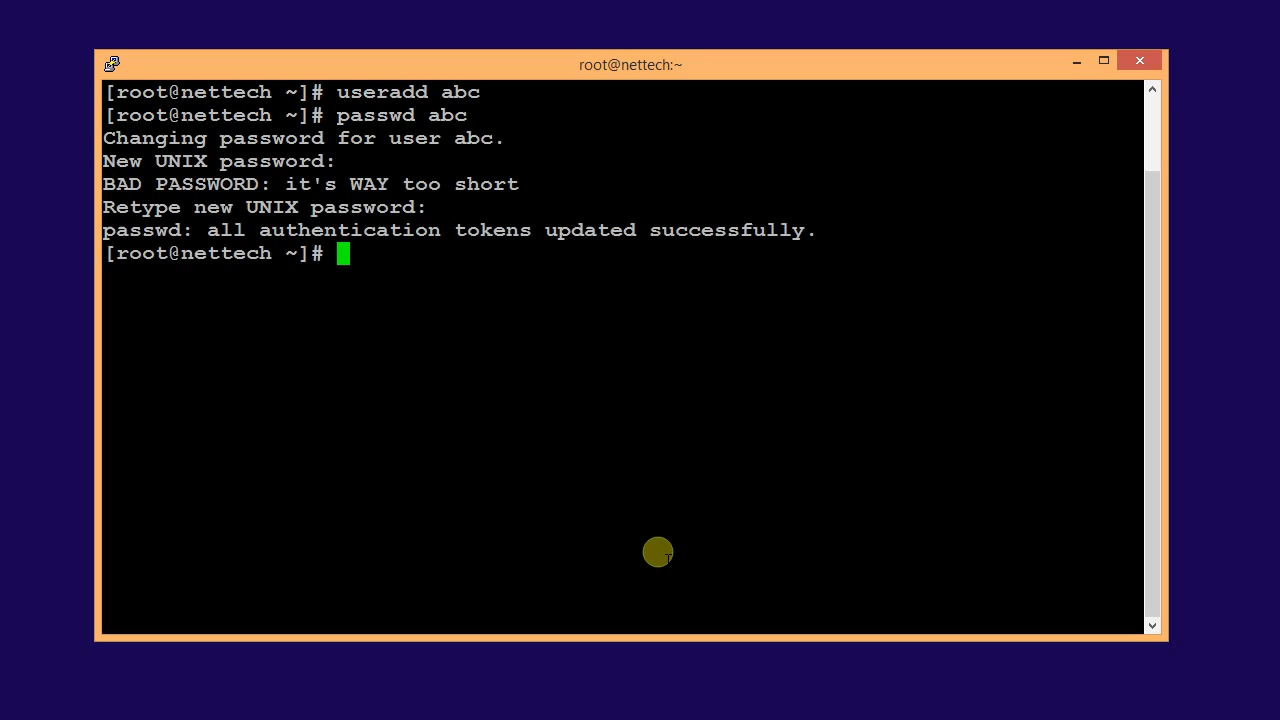 root@nettech:~
[root@nettech ~]# useradd abc
[root@nettech ~]# passwd abc
Changing password for user abc.
New UNIX password:
BAD PASSWORD: it's WAY too short
Retype new UNIX password:
passwd: all authentication tokens updated successfully.
[root@nettech ~]#